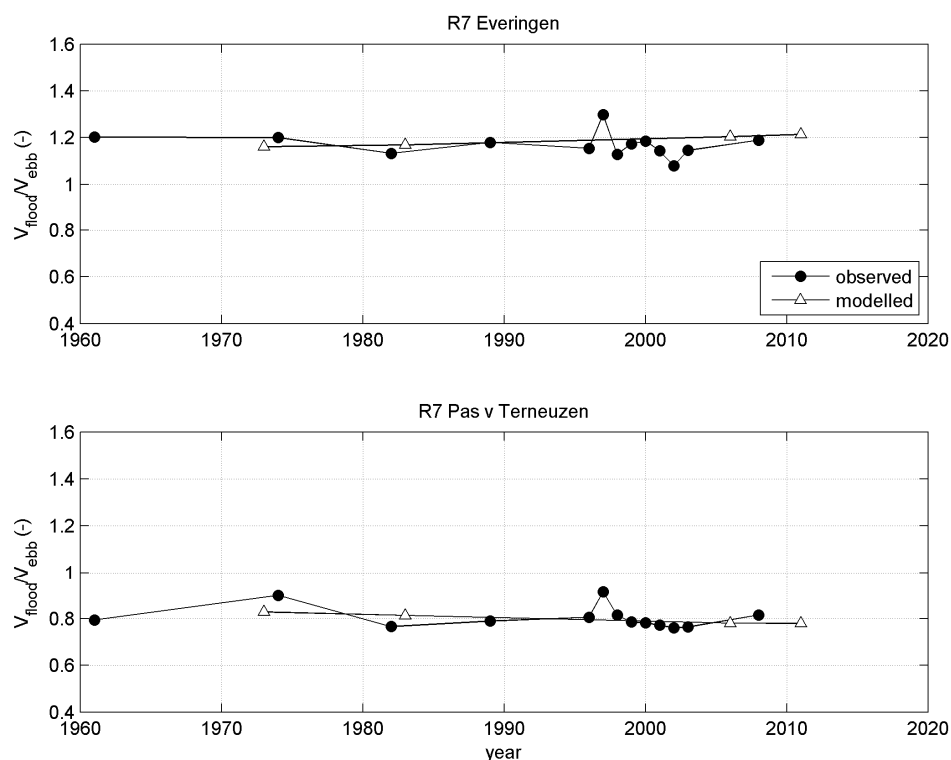 R7 Everingen
1.6
1.4
1.2
1
0.8
0.6
0.4
V_flood/V_ebb (-)
observed
modelled
1960 1970 1980 1990 2000 2010 2020
R7 Pas v Terneuzen
1.6
1.4
1.2
1
0.8
0.6
0.4
V_flood/V_ebb (-)
1960 1970 1980 1990 2000 2010 2020
year